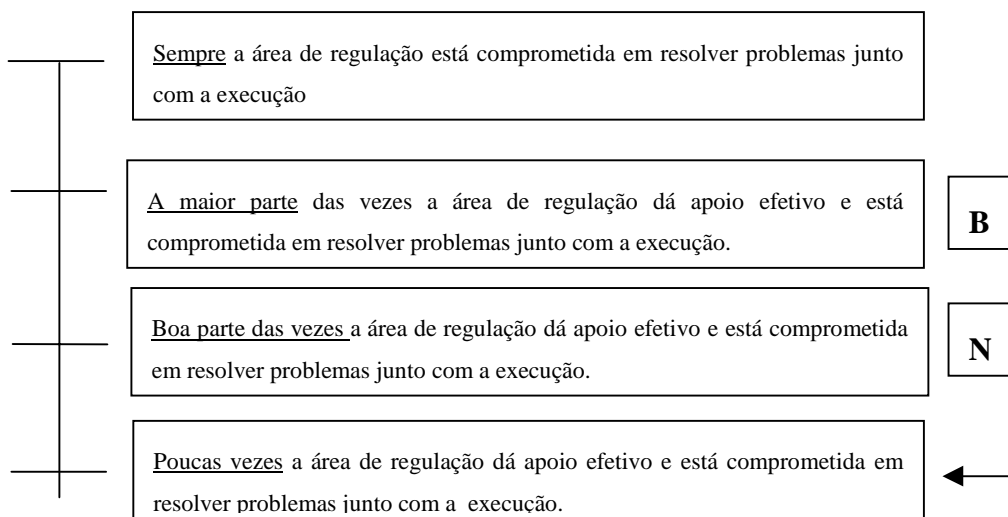 Sempre a área de regulação está comprometida em resolver problemas junto
com a execução
A maior parte das vezes a área de regulação dá apoio efetivo e está
comprometida em resolver problemas junto com a execução.
B
Boa parte das vezes a área de regulação dá apoio efetivo e está comprometida
em resolver problemas junto com a execução.
N
Poucas vezes a área de regulação dá apoio efetivo e está comprometida em
resolver problemas junto com a execução.